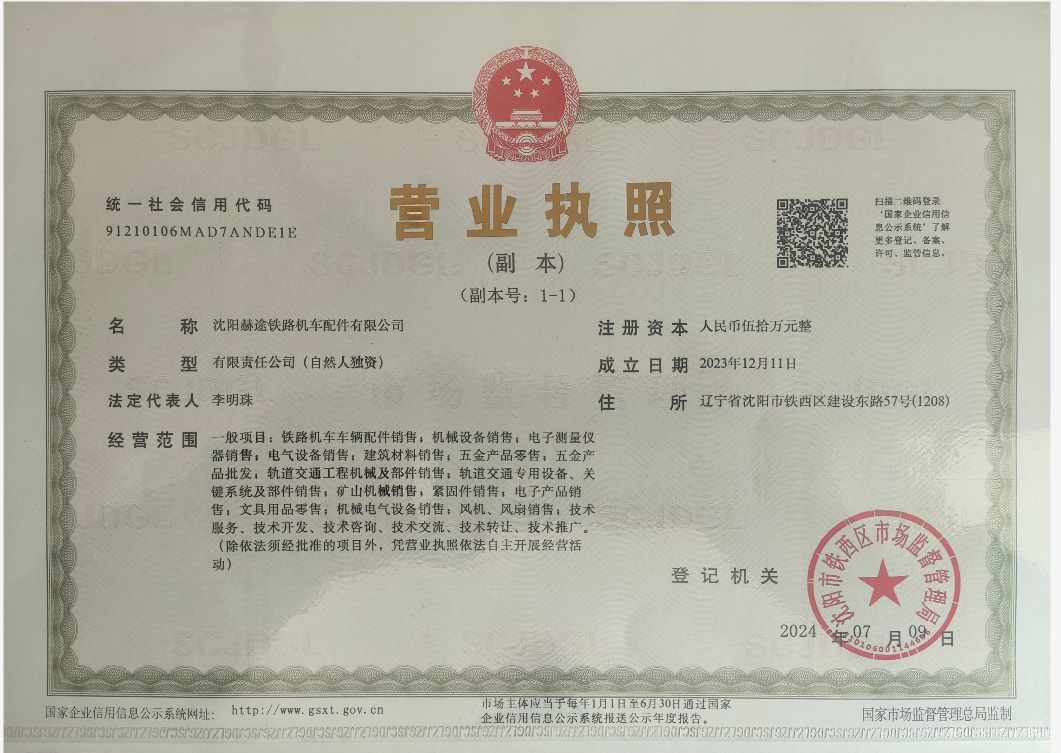 统一社会信用代码
91210106MAD7ANDE1E
营业执照
(副 本)
(副本号：1-1)
扫描二维码登录
‘国家企业信用信
息公示系统’了解
更多登记、备案、
许可、监管信息。
名称 沈阳赫途铁路机车配件有限公司
类型 有限责任公司（自然人独资）
法定代表人 李明珠
经营范围 一般项目：铁路机车车辆配件销售；机械设备销售；电子测量仪
器销售；电气设备销售；建筑材料销售；五金产品零售；五金产
品批发；轨道交通工程机械及部件销售；轨道交通专用设备、关
键系统及部件销售；矿山机械销售；紧固件销售；电子产品销
售；文具用品零售；机械电气设备销售；风机、风扇销售；技术
服务、技术开发、技术咨询、技术交流、技术转让、技术推广。
（除依法须经批准的项目外，凭营业执照依法自主开展经营活
动）
注册资本 人民币伍拾万元整
成立日期 2023年12月11日
住所 辽宁省沈阳市铁西区建设东路57号(1208)
登记机关
沈阳市铁西区市场监督管理局
2024年07月09日
国家企业信用信息公示系统网址： http://www.gsxt.gov.cn
市场主体应当于每年1月1日至6月30日通过国家
企业信用信息公示系统报送公示年度报告。
国家市场监督管理总局监制